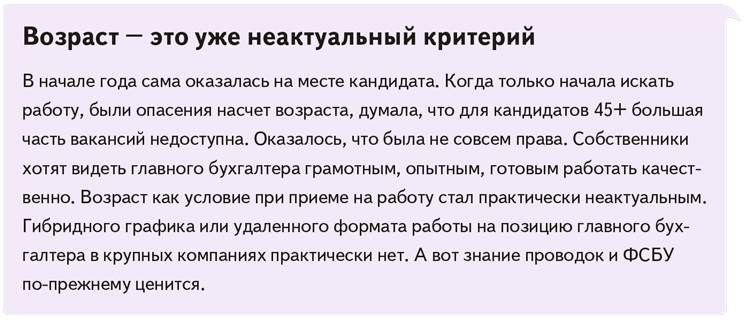 Возраст — это уже неактуальный критерий
В начале года сама оказалась на месте кандидата. Когда только начала искать
работу, были опасения насчет возраста, думала, что для кандидатов 45+ большая
часть вакансий недоступна. Оказалось, что была не совсем права. Собственники
хотят видеть главного бухгалтера грамотным, опытным, готовым работать качест-
венно. Возраст как условие при приеме на работу стал практически неактуальным.
Гибридного графика или удаленного формата работы на позицию главного бух-
галтера в крупных компаниях практически нет. А вот знание проводок и ФСБУ
по-прежнему ценится.